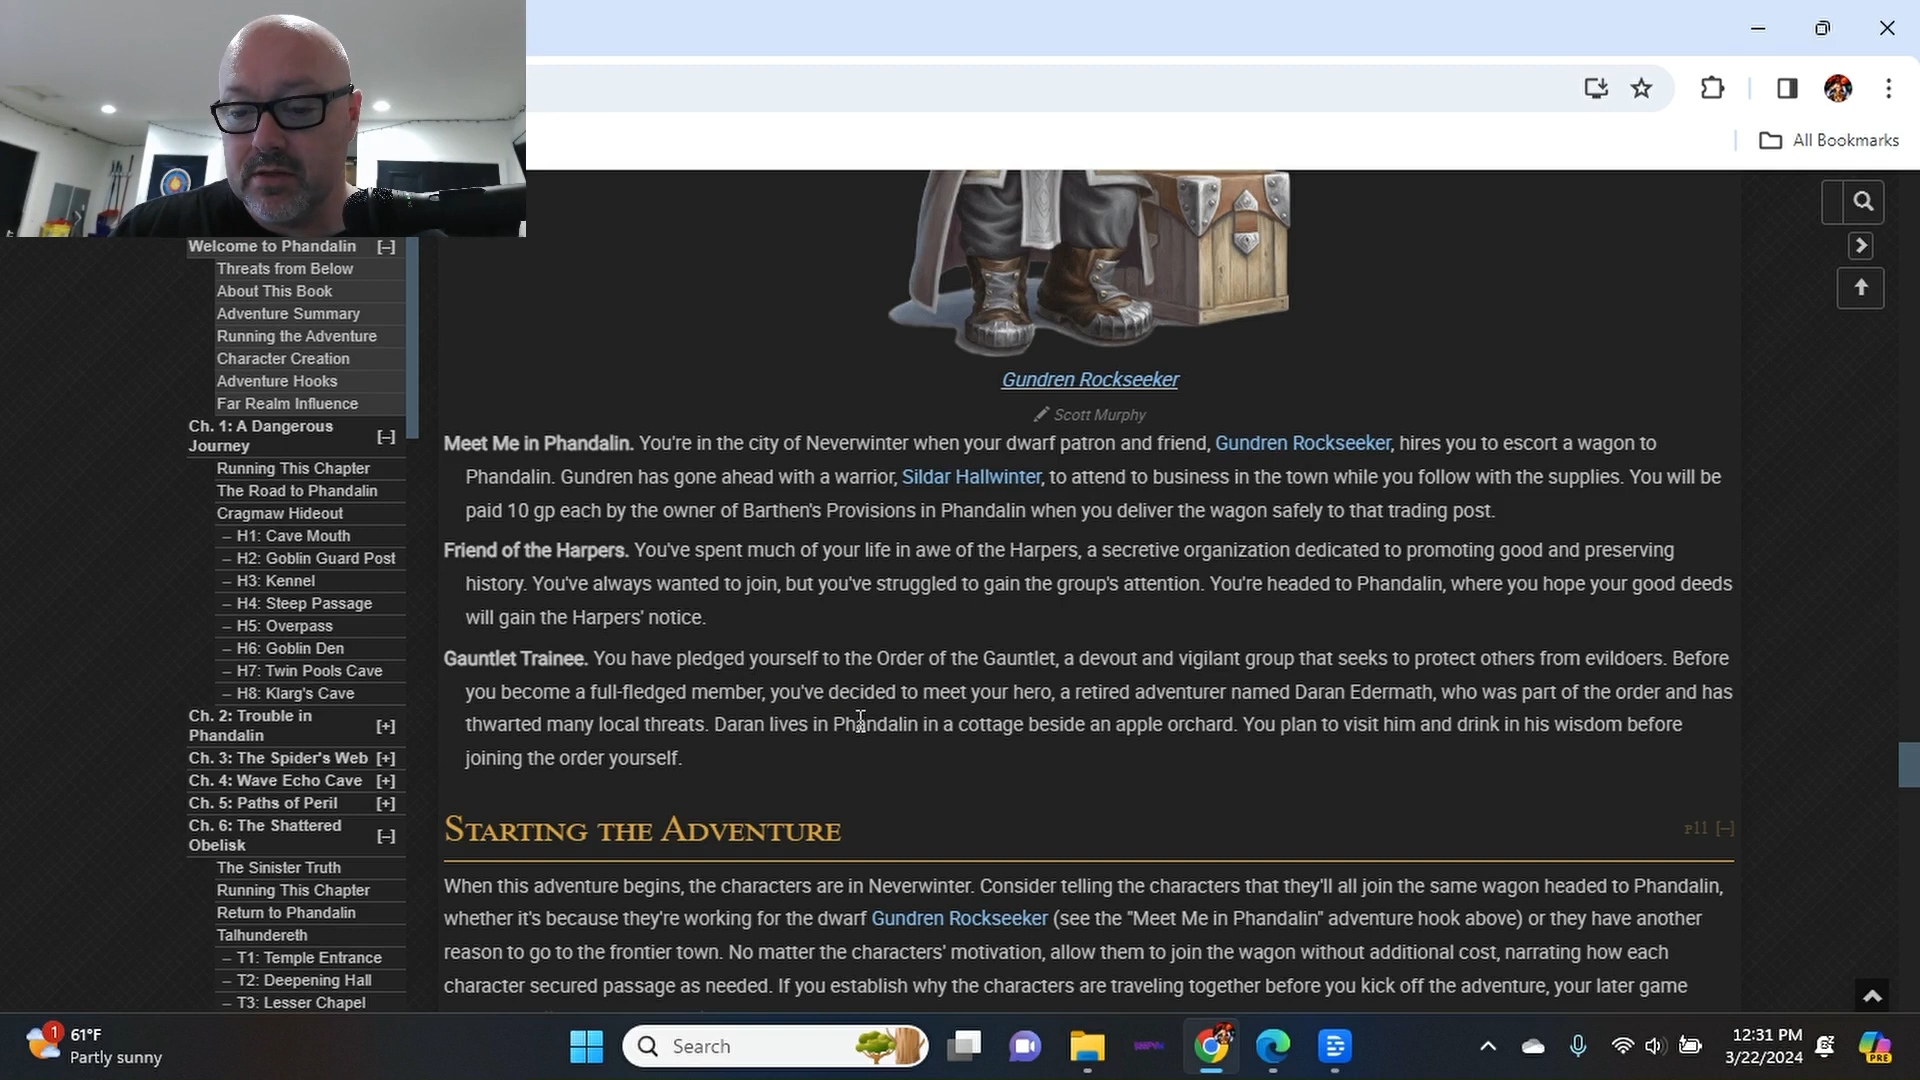 All Bookmarks
Welcome to Phandalin [–]
Threats from Below
About This Book
Adventure Summary
Running the Adventure
Character Creation
Adventure Hooks
Far Realm Influence
Ch. 1: A Dangerous
Journey [–]
Running This Chapter
The Road to Phandalin
Cragmaw Hideout
– H1: Cave Mouth
– H2: Goblin Guard Post
– H3: Kennel
– H4: Steep Passage
– H5: Overpass
– H6: Goblin Den
– H7: Twin Pools Cave
– H8: Klarg's Cave
Ch. 2: Trouble in
Phandalin [+]
Ch. 3: The Spider's Web [+]
Ch. 4: Wave Echo Cave [+]
Ch. 5: Paths of Peril [+]
Ch. 6: The Shattered
Obelisk [–]
The Sinister Truth
Running This Chapter
Return to Phandalin
Talhundereth
– T1: Temple Entrance
– T2: Deepening Hall
– T3: Lesser Chapel
Gundren Rockseeker
Scott Murphy
Meet Me in Phandalin. You're in the city of Neverwinter when your dwarf patron and friend, Gundren Rockseeker, hires you to escort a wagon to
Phandalin. Gundren has gone ahead with a warrior, Sildar Hallwinter, to attend to business in the town while you follow with the supplies. You will be
paid 10 gp each by the owner of Barthen's Provisions in Phandalin when you deliver the wagon safely to that trading post.
Friend of the Harpers. You've spent much of your life in awe of the Harpers, a secretive organization dedicated to promoting good and preserving
history. You've always wanted to join, but you've struggled to gain the group's attention. You're headed to Phandalin, where you hope your good deeds
will gain the Harpers' notice.
Gauntlet Trainee. You have pledged yourself to the Order of the Gauntlet, a devout and vigilant group that seeks to protect others from evildoers. Before
you become a full-fledged member, you've decided to meet your hero, a retired adventurer named Daran Edermath, who was part of the order and has
thwarted many local threats. Daran lives in Phandalin in a cottage beside an apple orchard. You plan to visit him and drink in his wisdom before
joining the order yourself.
Starting the Adventure p11 [–]
When this adventure begins, the characters are in Neverwinter. Consider telling the characters that they'll all join the same wagon headed to Phandalin,
whether it's because they're working for the dwarf Gundren Rockseeker (see the "Meet Me in Phandalin" adventure hook above) or they have another
reason to go to the frontier town. No matter the characters' motivation, allow them to join the wagon without additional cost, narrating how each
character secured passage as needed. If you establish why the characters are traveling together before you kick off the adventure, your later game
1
61°F
Partly sunny
Search
12:31 PM
3/22/2024
PRE